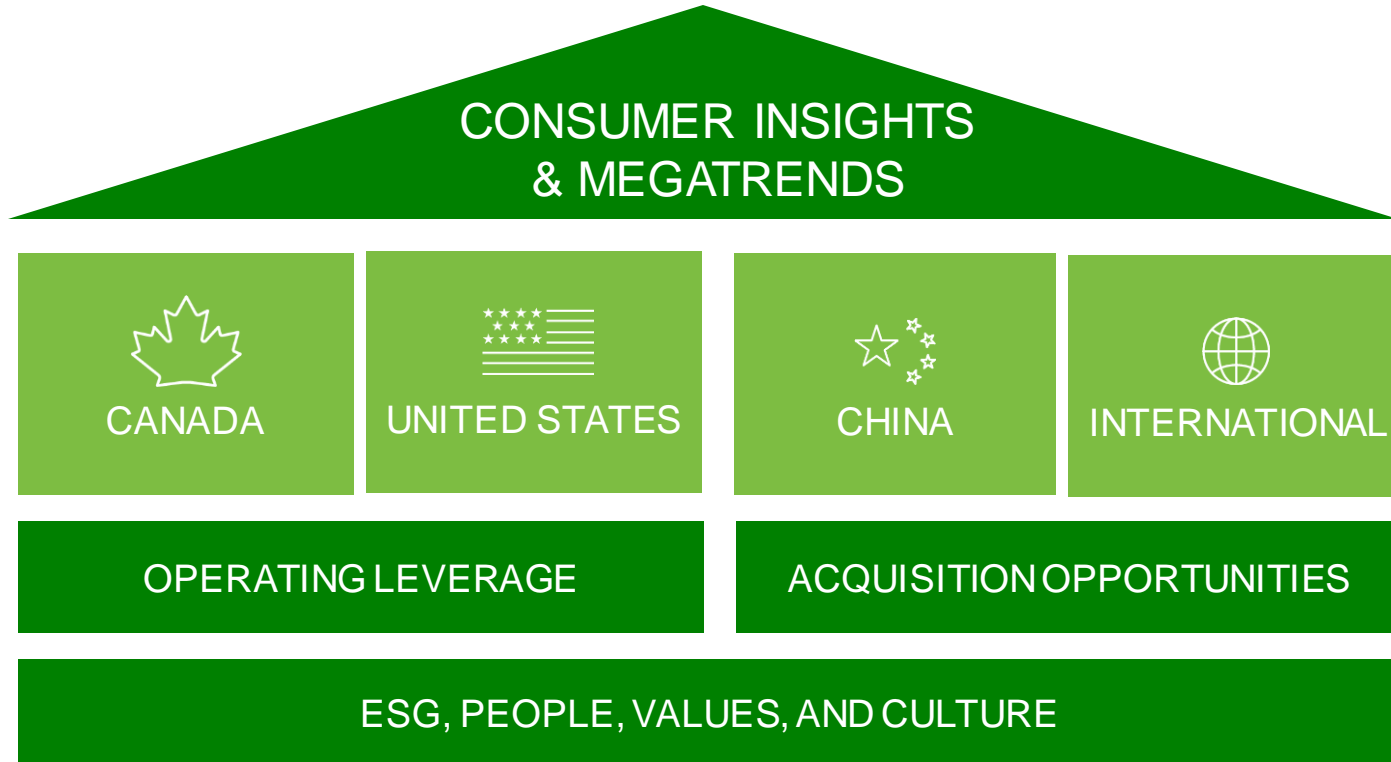 CONSUMER INSIGHTS
& MEGATRENDS
CANADA
UNITED STATES
CHINA
INTERNATIONAL
OPERATING LEVERAGE
ACQUISITION OPPORTUNITIES
ESG, PEOPLE, VALUES, AND CULTURE